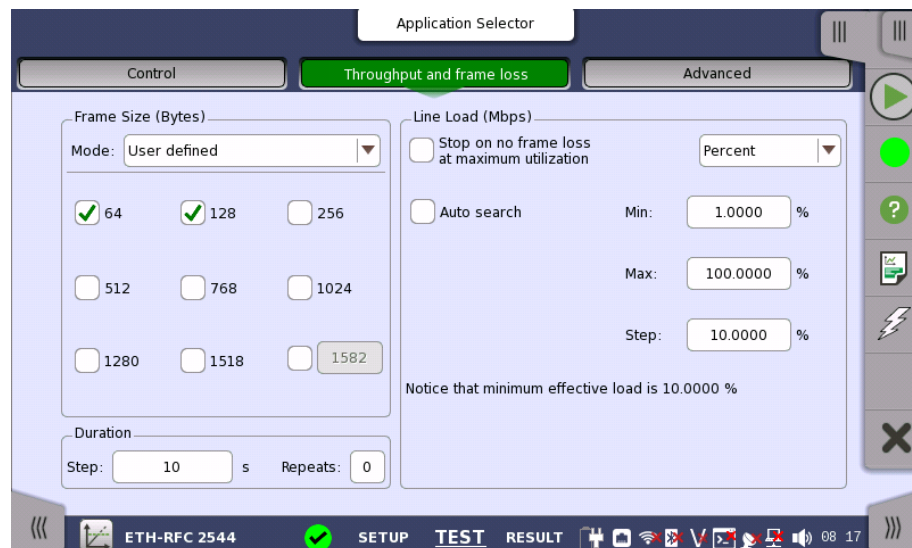 Application Selector
Control
Throughput and frame loss
Advanced
Frame Size (Bytes)
Mode: User defined
64 128 256
512 768 1024
1280 1518 1582
Duration
Step: 10 s Repeats: 0
Line Load (Mbps)
Stop on no frame loss
at maximum utilization
Percent
Auto search Min: 1.0000 %
Max: 100.0000 %
Step: 10.0000 %
Notice that minimum effective load is 10.0000 %
ETH-RFC 2544 SETUP TEST RESULT 08 17